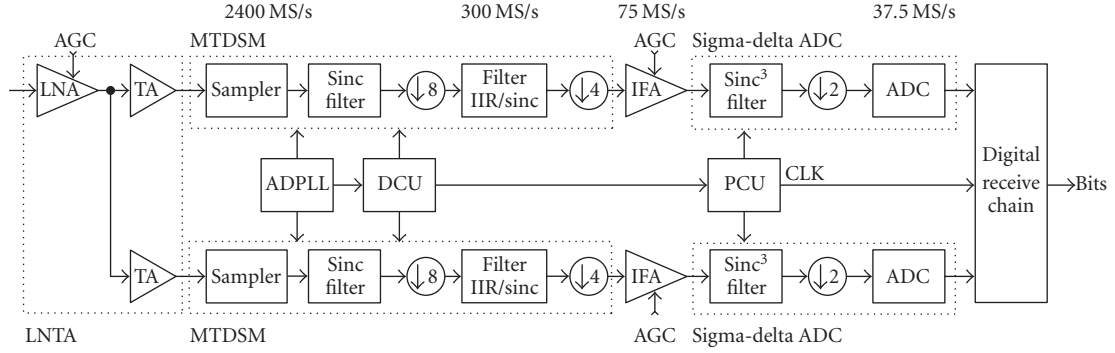 2400 MS/s 300 MS/s 75 MS/s 37.5 MS/s
AGC MTDSM AGC Sigma-delta ADC
LNA TA Sampler Sinc filter ↓8 Filter IIR/sinc ↓4 IFA Sinc³ filter ↓2 ADC
ADPLL DCU PCU CLK Digital receive chain Bits
TA Sampler Sinc filter ↓8 Filter IIR/sinc ↓4 IFA Sinc³ filter ↓2 ADC
LNTA MTDSM AGC Sigma-delta ADC